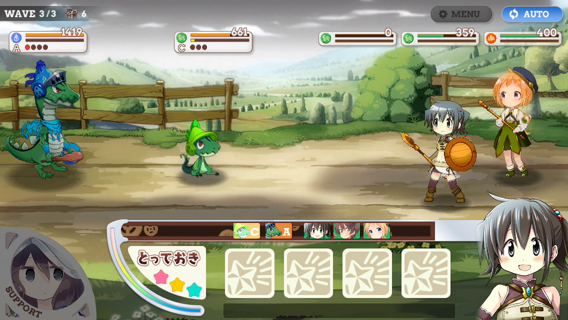 WAVE 3/3 6
MENU
AUTO
1419
A
661
C
0
359
400
C A
とっておき
SUPPORT